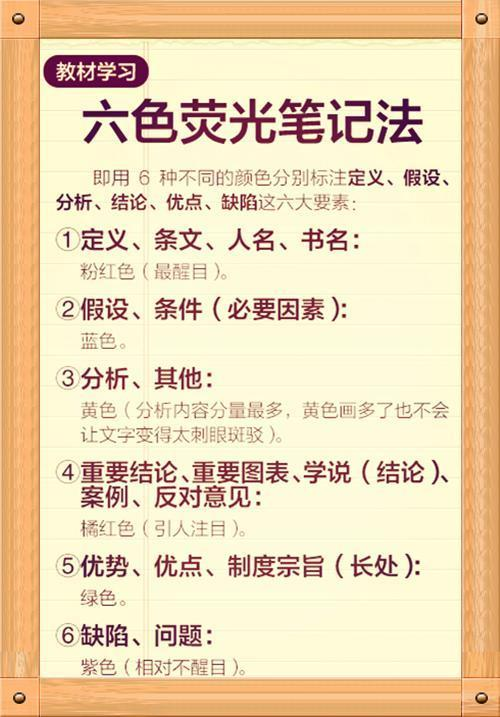 教材学习
六色荧光笔记法
即用 6 种不同的颜色分别标注定义、假设、
分析、结论、优点、缺陷这六大要素：
①定义、条文、人名、书名：
粉红色（最醒目）。
②假设、条件（必要因素）：
蓝色。
③分析、其他：
黄色（分析内容分量最多，黄色画多了也不会
让文字变得太刺眼斑驳）。
④重要结论、重要图表、学说（结论）、
案例、反对意见：
橘红色（引人注目）。
⑤优势、优点、制度宗旨（长处）：
绿色。
⑥缺陷、问题：
紫色（相对不醒目）。